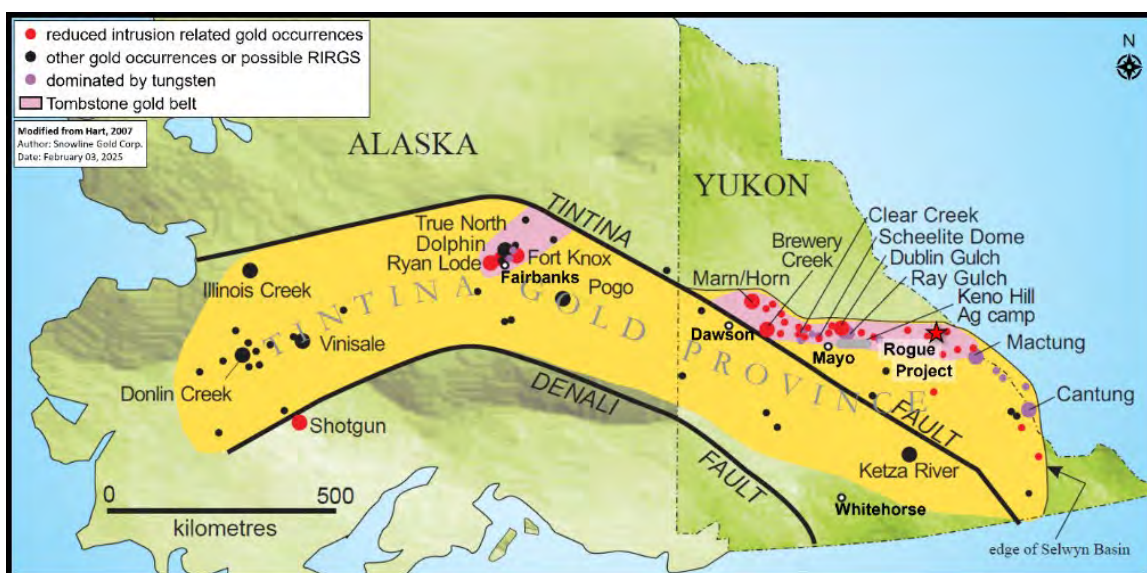 reduced intrusion related gold occurrences
other gold occurrences or possible RIRGS
dominated by tungsten
Tombstone gold belt
Modified from Hart, 2007
Author: Snowline Gold Corp.
Date: February 03, 2025
N
ALASKA
YUKON
TINTINA
FAULT
DENALI
FAULT
TINTINA GOLD PROVINCE
True North
Dolphin
Ryan Lode
Fort Knox
Fairbanks
Pogo
Illinois Creek
Vinisale
Donlin Creek
Shotgun
Clear Creek
Scheelite Dome
Brewery
Creek
Dublin Gulch
Marn/Horn
Ray Gulch
Keno Hill
Ag camp
Dawson
Mayo
Rogue
Project
Mactung
Cantung
Ketza River
Whitehorse
edge of Selwyn Basin
0 500
kilometres